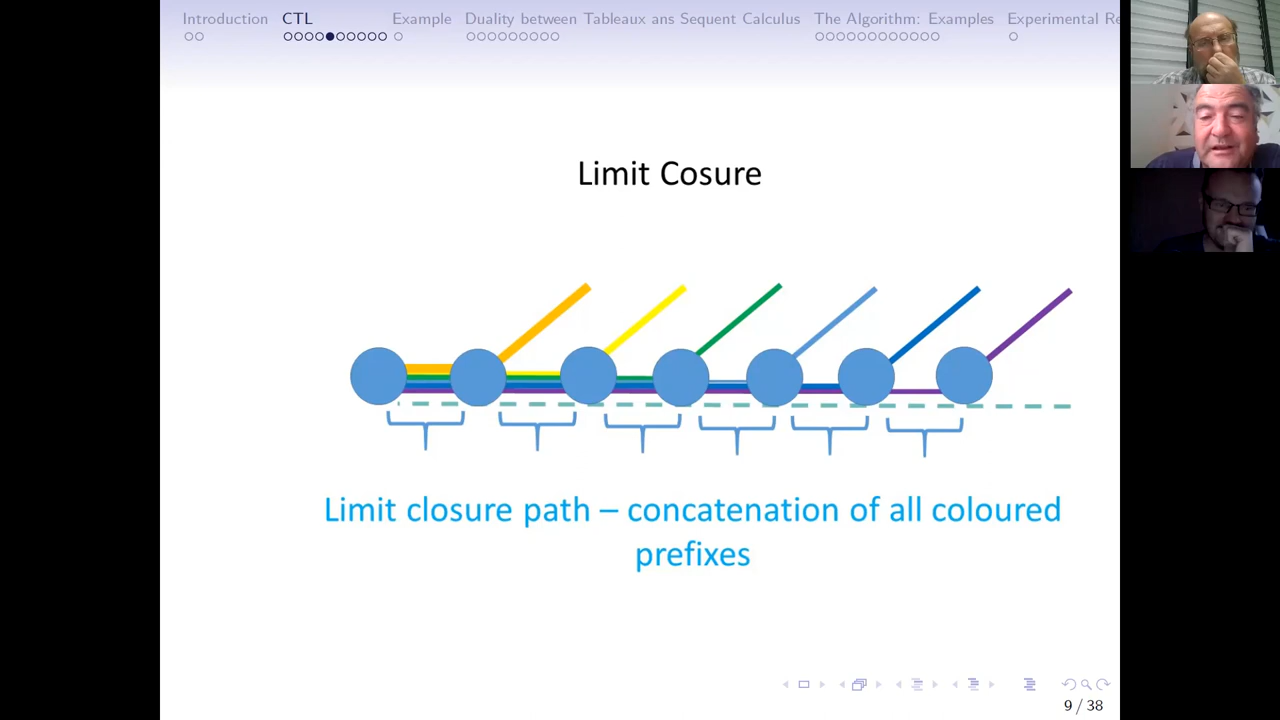 Introduction CTL Example Duality between Tableaux ans Sequent Calculus The Algorithm: Examples Experimental Re
Limit Cosure
Limit closure path – concatenation of all coloured
prefixes
9 / 38